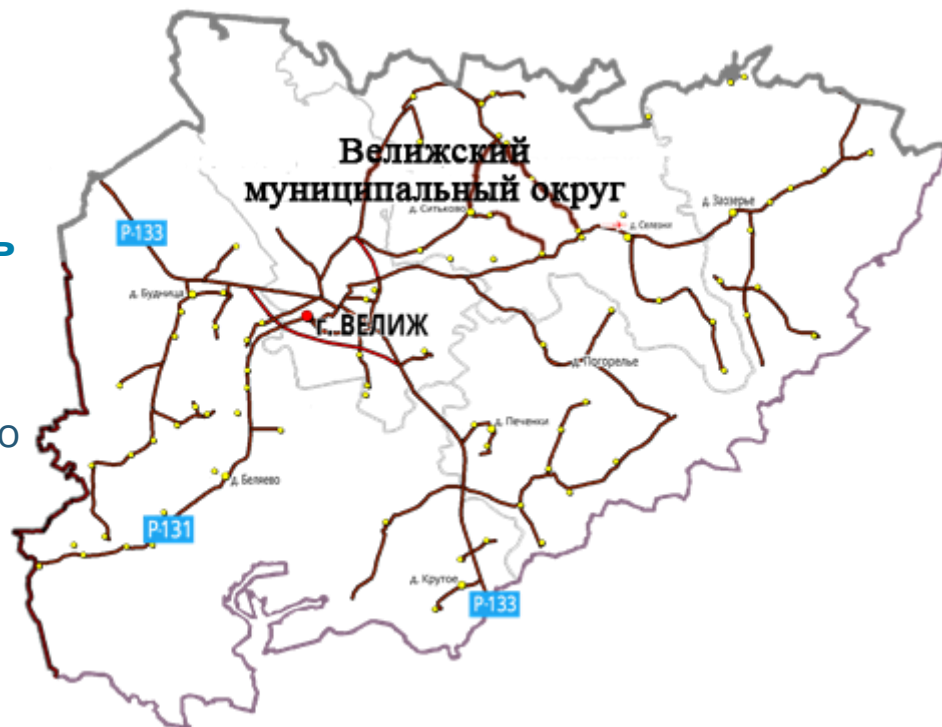 Велижский
муниципальный округ
д. Ситьково
д. Заозерье
д. Селезни
Р-133
ь
д. Будница
г. ВЕЛИЖ
д. Погорелье
д. Печенки
о
д. Беляево
Р-131
д. Крутое
Р-133